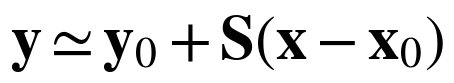 𝐲 ≃ 𝐲₀ + 𝐒(𝐱 − 𝐱₀)